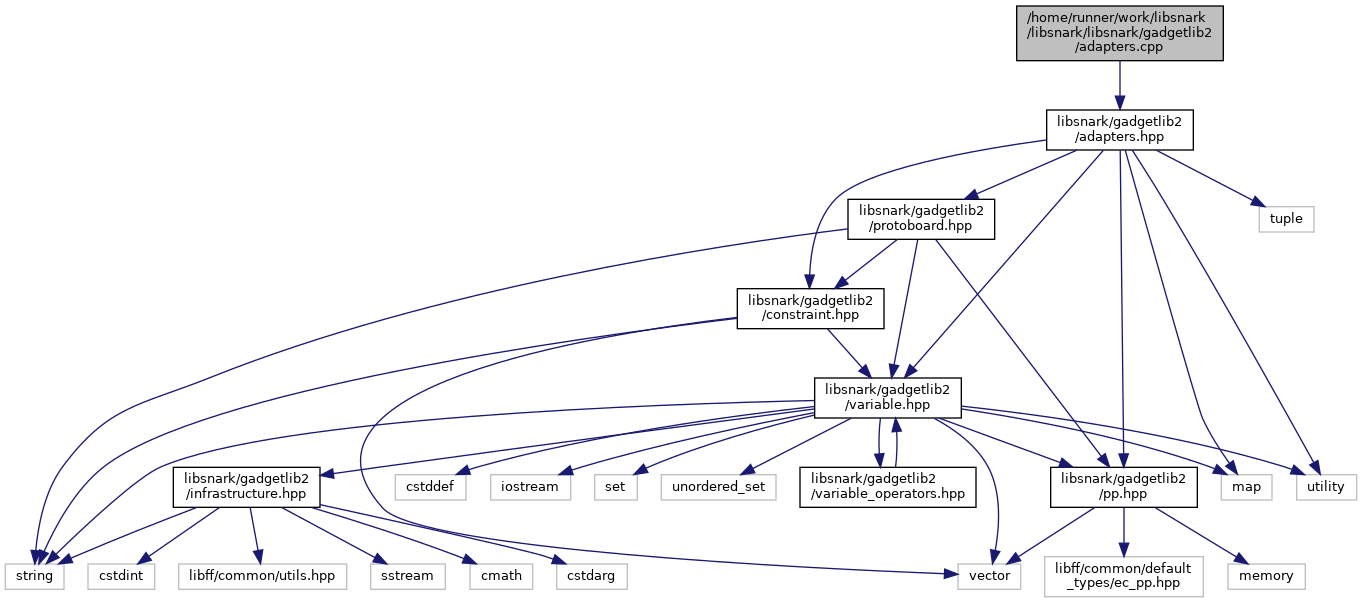 /home/runner/work/libsnark
/libsnark/libsnark/gadgetlib2
/adapters.cpp
libsnark/gadgetlib2
/adapters.hpp
libsnark/gadgetlib2
/protoboard.hpp
tuple
libsnark/gadgetlib2
/constraint.hpp
libsnark/gadgetlib2
/variable.hpp
libsnark/gadgetlib2
/infrastructure.hpp
cstddef
iostream
set
unordered_set
libsnark/gadgetlib2
/variable_operators.hpp
libsnark/gadgetlib2
/pp.hpp
map
utility
string
cstdint
libff/common/utils.hpp
sstream
cmath
cstdarg
vector
libff/common/default
_types/ec_pp.hpp
memory